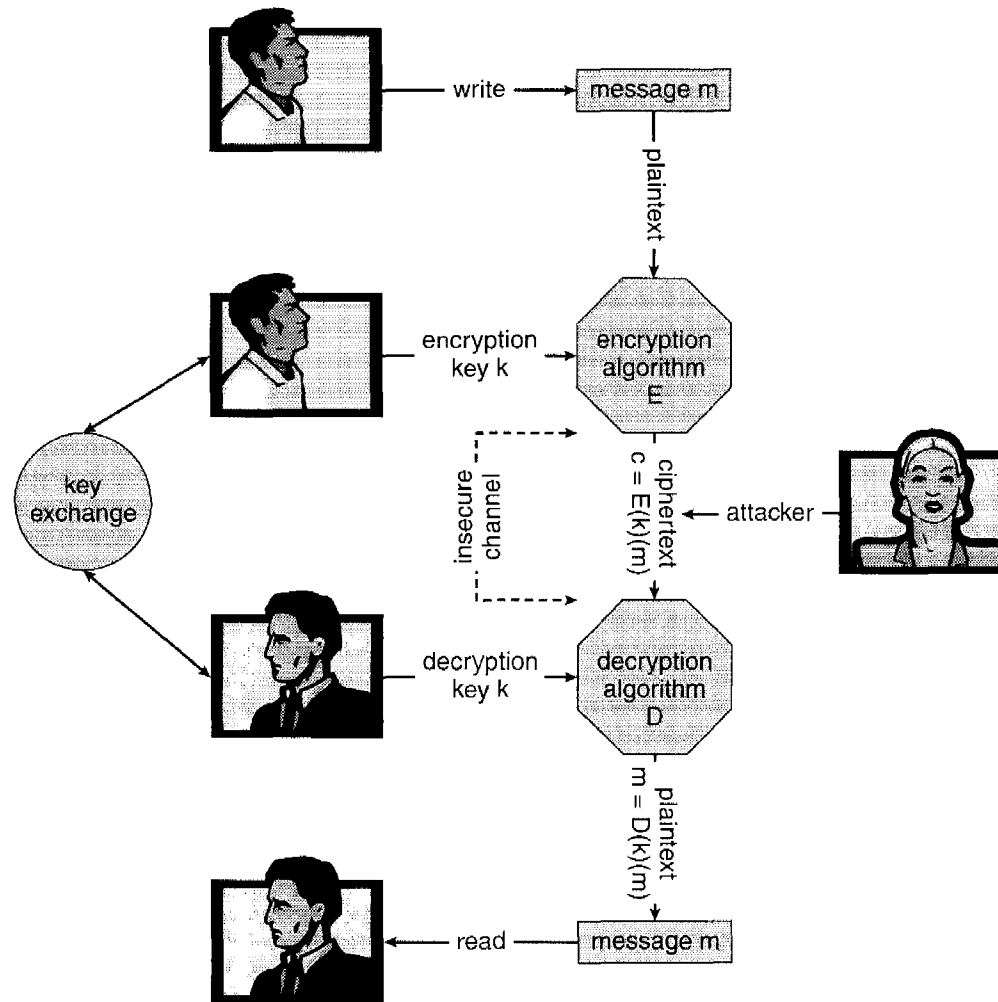 write
message m
plaintext
encryption
key k
encryption
algorithm
E
key
exchange
insecure
channel
ciphertext
c = E(k)(m)
attacker
decryption
key k
decryption
algorithm
D
plaintext
m = D(k)(m)
read
message m